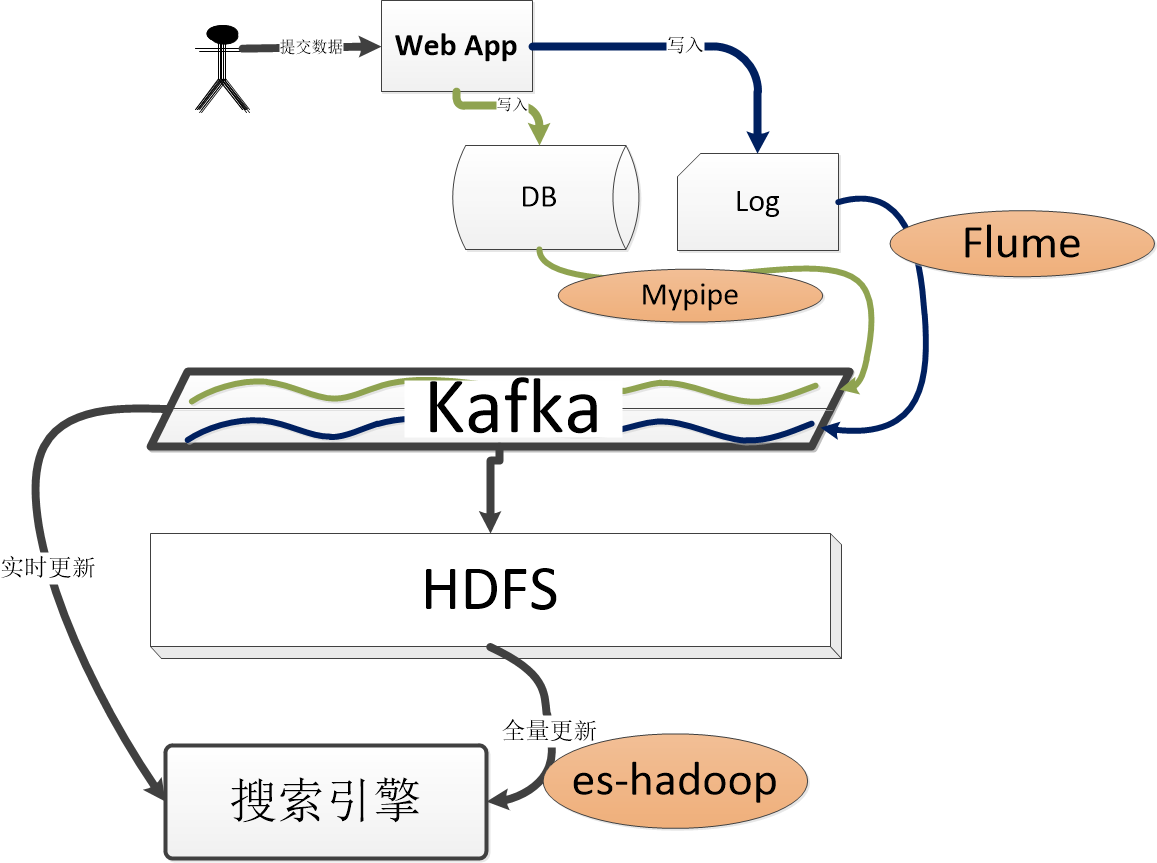 提交数据
Web App
写入
写入
DB
Log
Flume
Mypipe
Kafka
HDFS
实时更新
全量更新
es-hadoop
搜索引擎